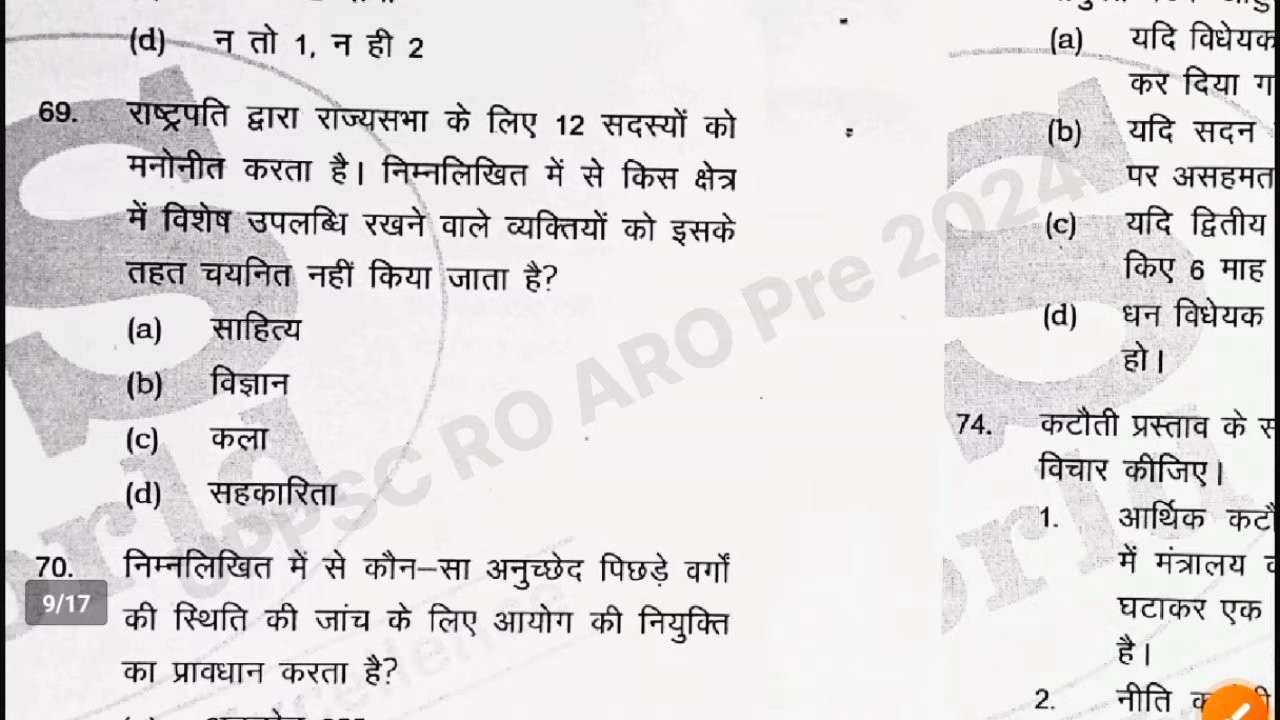 (d) न तो 1, न ही 2
69. राष्ट्रपति द्वारा राज्यसभा के लिए 12 सदस्यों को
मनोनीत करता है। निम्नलिखित में से किस क्षेत्र
में विशेष उपलब्धि रखने वाले व्यक्तियों को इसके
तहत चयनित नहीं किया जाता है?
(a) साहित्य
(b) विज्ञान
(c) कला
(d) सहकारिता
70. निम्नलिखित में से कौन–सा अनुच्छेद पिछड़े वर्गों
की स्थिति की जांच के लिए आयोग की नियुक्ति
का प्रावधान करता है?
9/17
(a) यदि विधेयक
कर दिया
(b) यदि सदन
पर असहमत
(c) यदि द्वितीय
किए 6 माह
(d) धन विधेयक
हो।
74. कटौती प्रस्ताव के
विचार कीजिए।
1. आर्थिक
में मंत्रालय
घटाकर एक
है।
2. नीति
UPPSC RO ARO Pre 2024